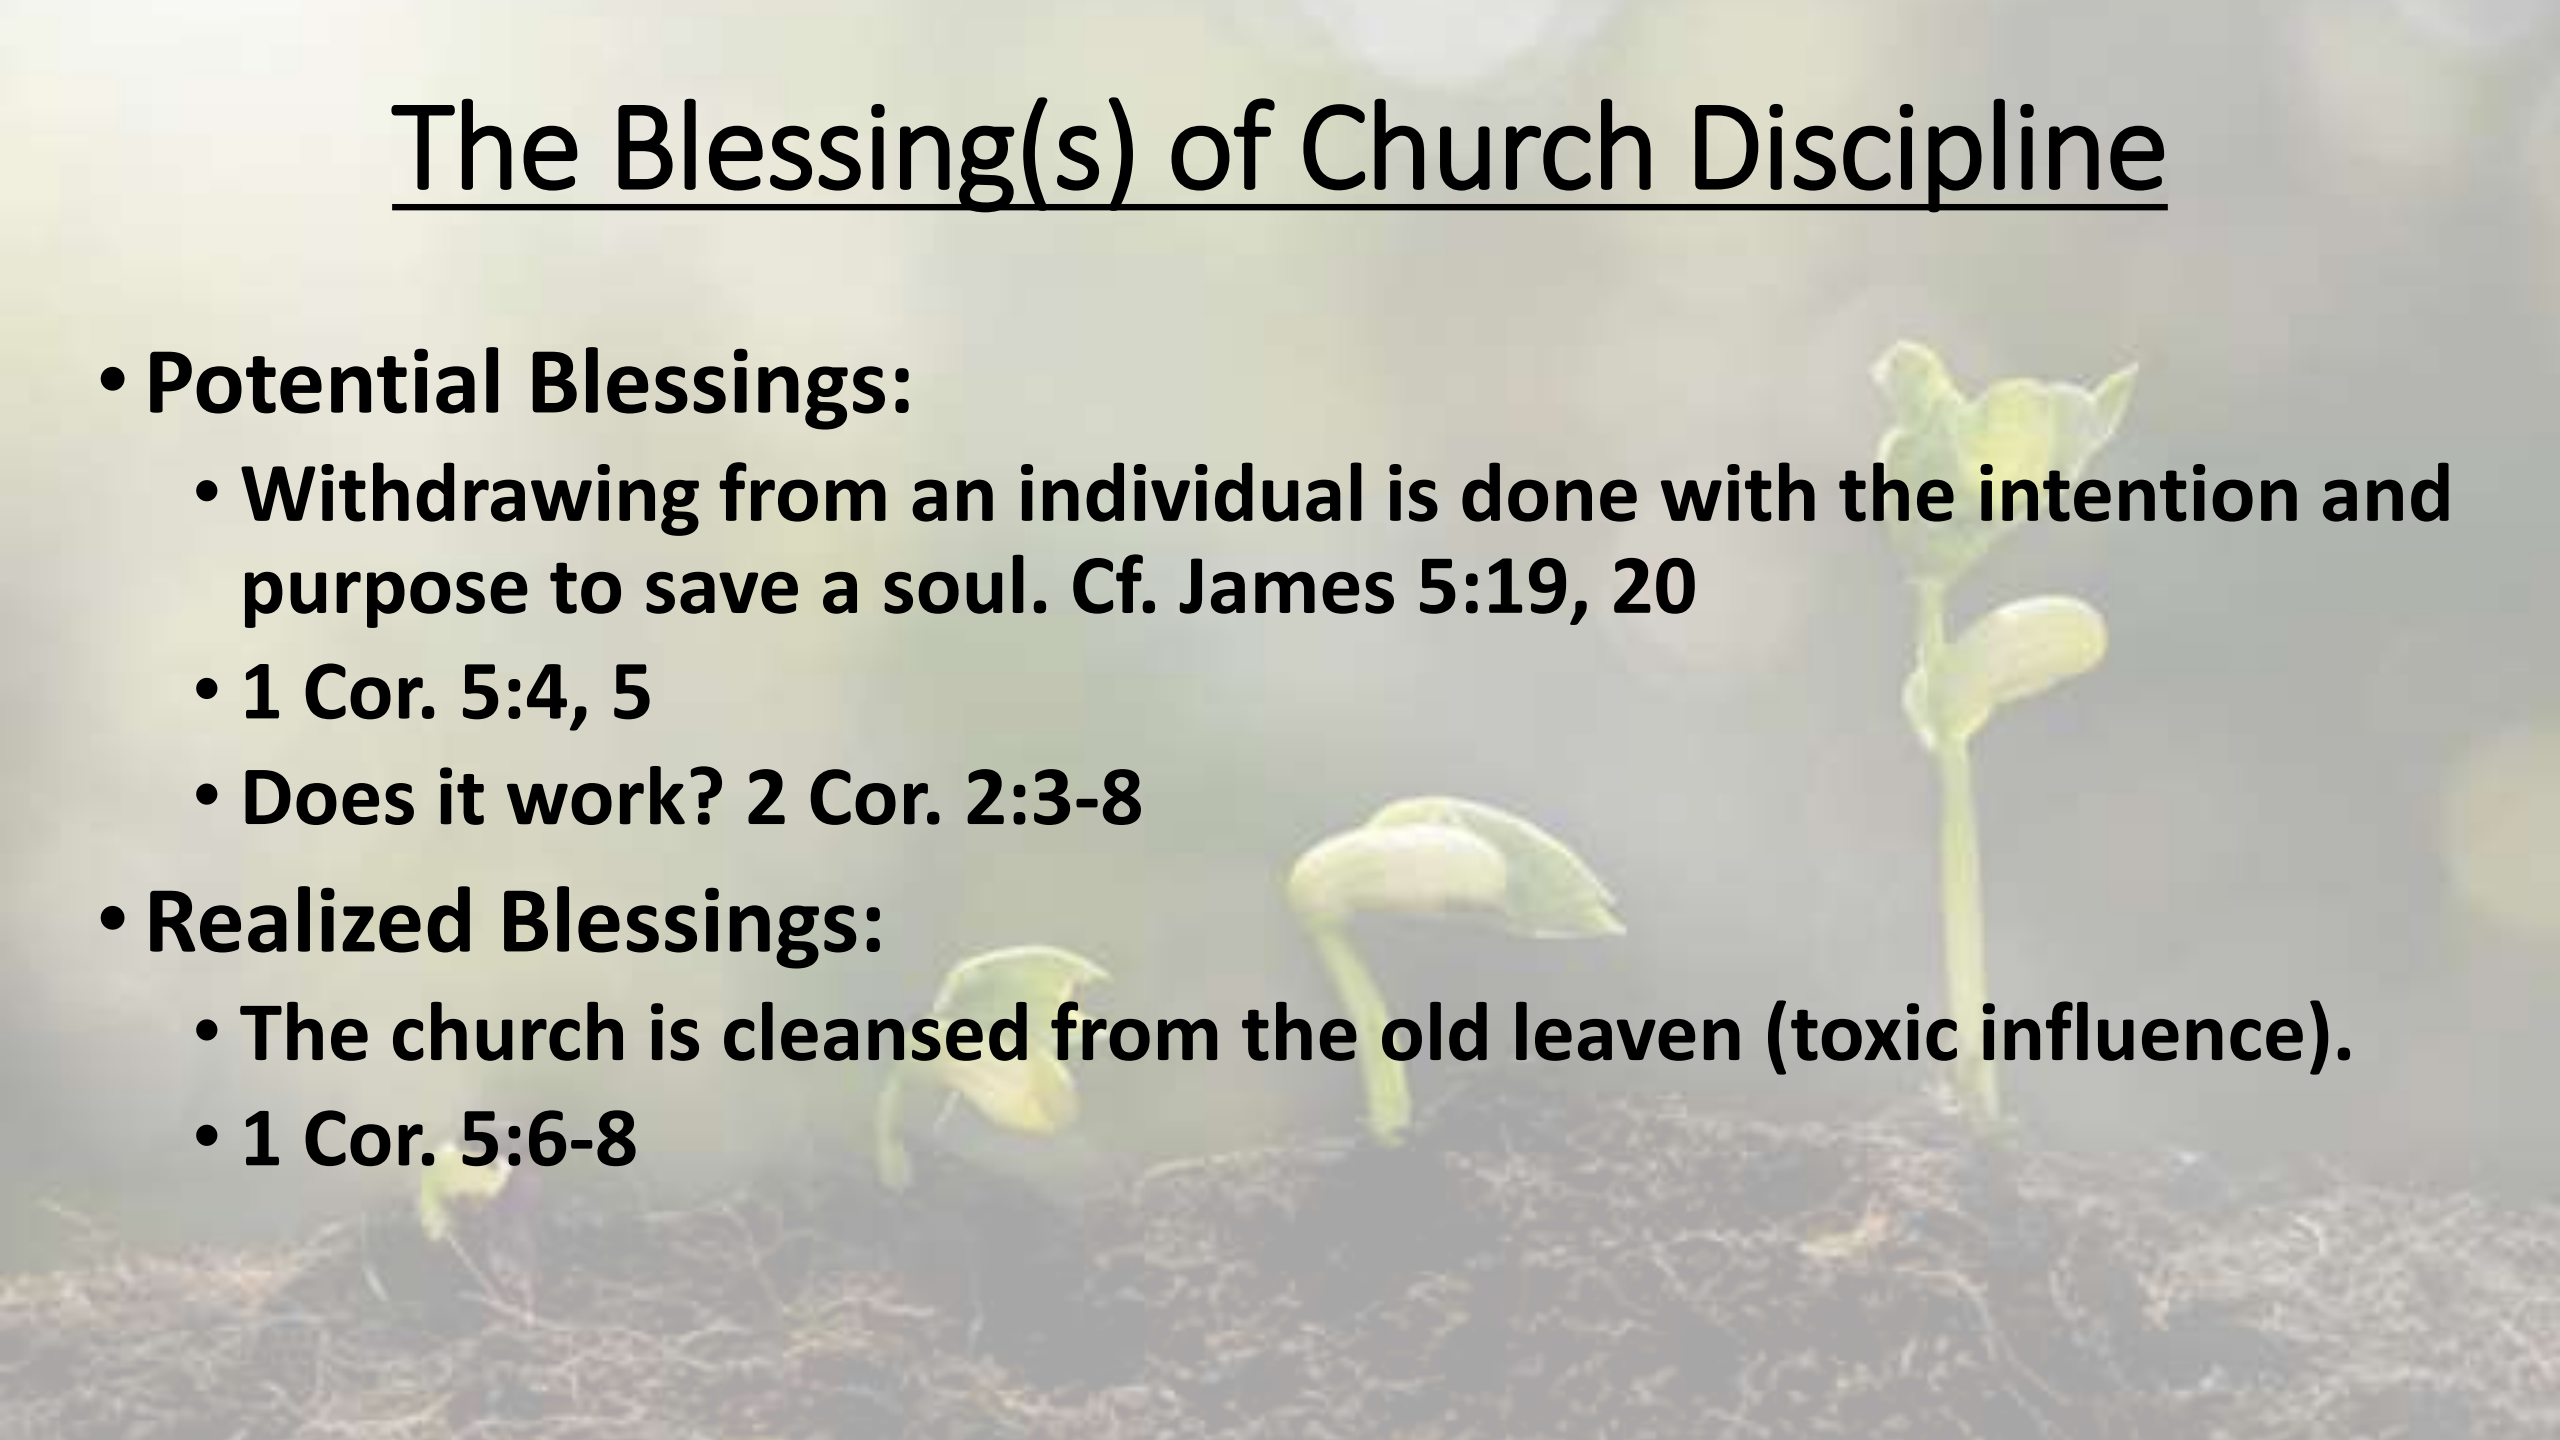 The Blessing(s) of Church Discipline
• Potential Blessings:
• Withdrawing from an individual is done with the intention and
purpose to save a soul. Cf. James 5:19, 20
• 1 Cor. 5:4, 5
• Does it work? 2 Cor. 2:3-8
• Realized Blessings:
• The church is cleansed from the old leaven (toxic influence).
• 1 Cor. 5:6-8